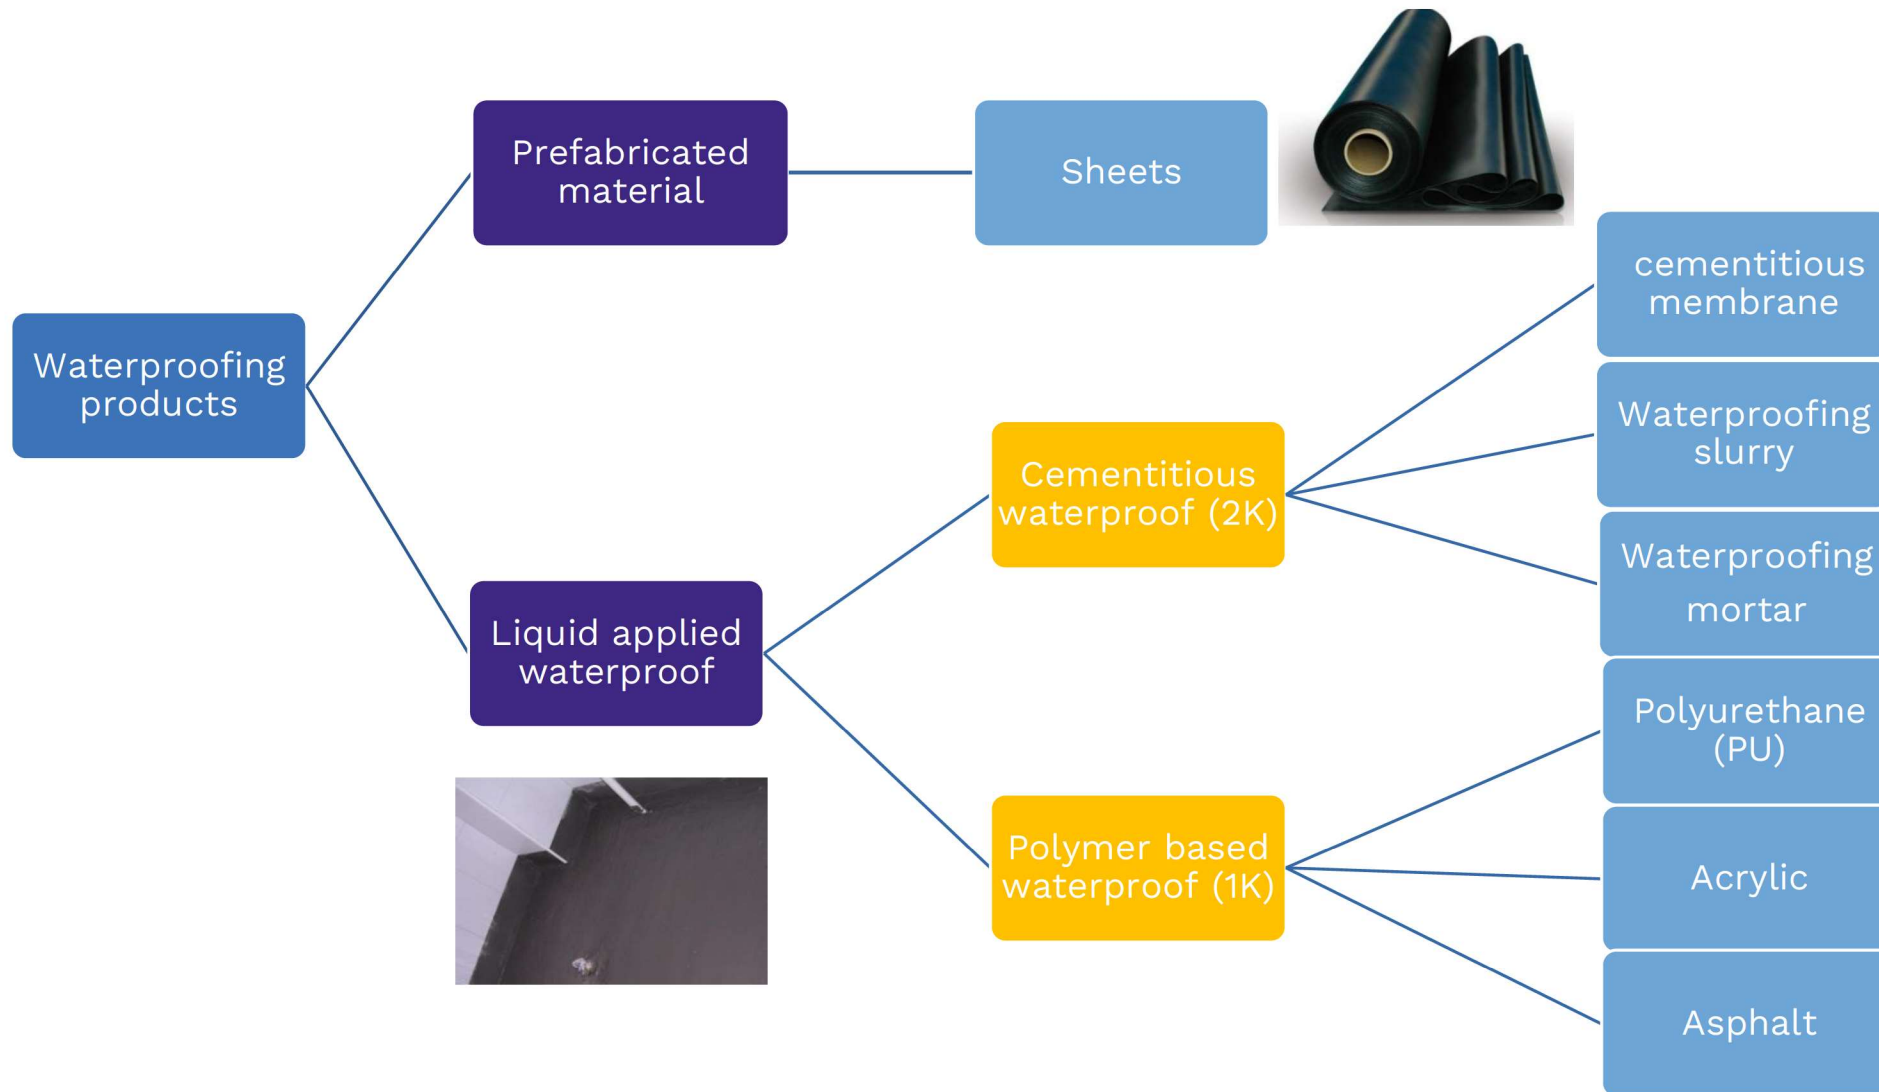 Prefabricated
material
Sheets
Waterproofing
products
Liquid applied
waterproof
Cementitious
waterproof (2K)
Polymer based
waterproof (1K)
cementitious
membrane
Waterproofing
slurry
Waterproofing
mortar
Polyurethane
(PU)
Acrylic
Asphalt